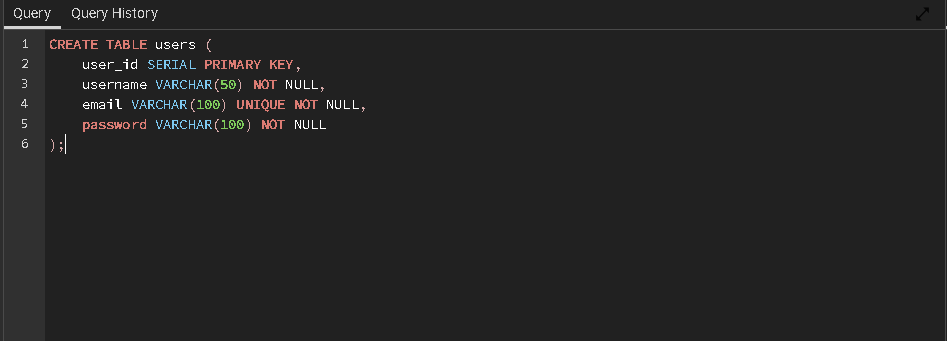 Query Query History
1 CREATE TABLE users (
2 user_id SERIAL PRIMARY KEY,
3 username VARCHAR(50) NOT NULL,
4 email VARCHAR(100) UNIQUE NOT NULL,
5 password VARCHAR(100) NOT NULL
6 );